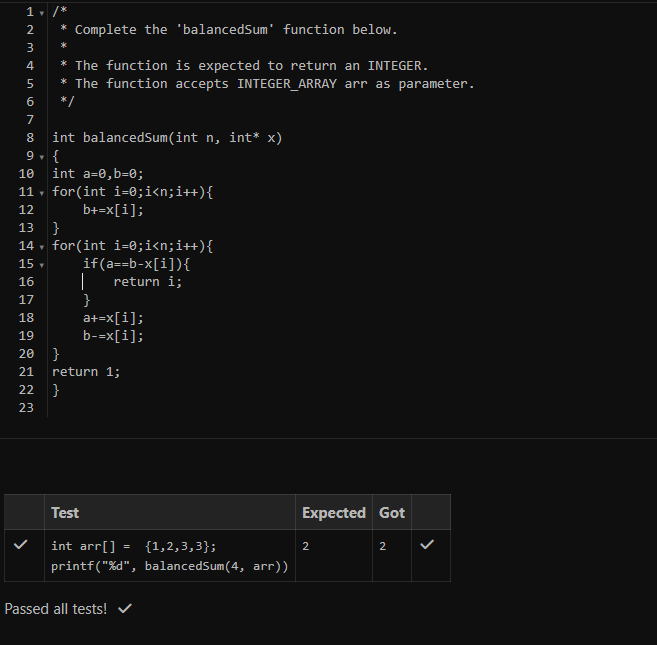 1 /*
2  * Complete the 'balancedSum' function below.
3  *
4  * The function is expected to return an INTEGER.
5  * The function accepts INTEGER_ARRAY arr as parameter.
6  */
7
8 int balancedSum(int n, int* x)
9 {
10 int a=0,b=0;
11 for(int i=0;i<n;i++){
12     b+=x[i];
13 }
14 for(int i=0;i<n;i++){
15     if(a==b-x[i]){
16         return i;
17     }
18     a+=x[i];
19     b-=x[i];
20 }
21 return 1;
22 }
23
Test Expected Got
int arr[] =  {1,2,3,3}; 2 2
printf("%d", balancedSum(4, arr))
Passed all tests!